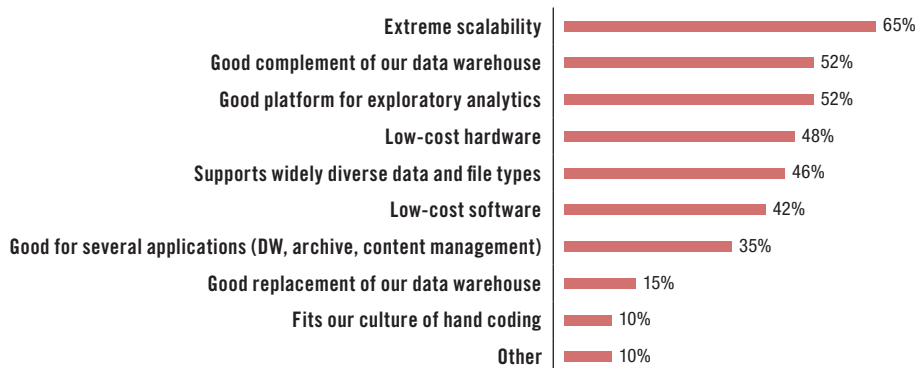 Extreme scalability 65%
Good complement of our data warehouse 52%
Good platform for exploratory analytics 52%
Low-cost hardware 48%
Supports widely diverse data and file types 46%
Low-cost software 42%
Good for several applications (DW, archive, content management) 35%
Good replacement of our data warehouse 15%
Fits our culture of hand coding 10%
Other 10%